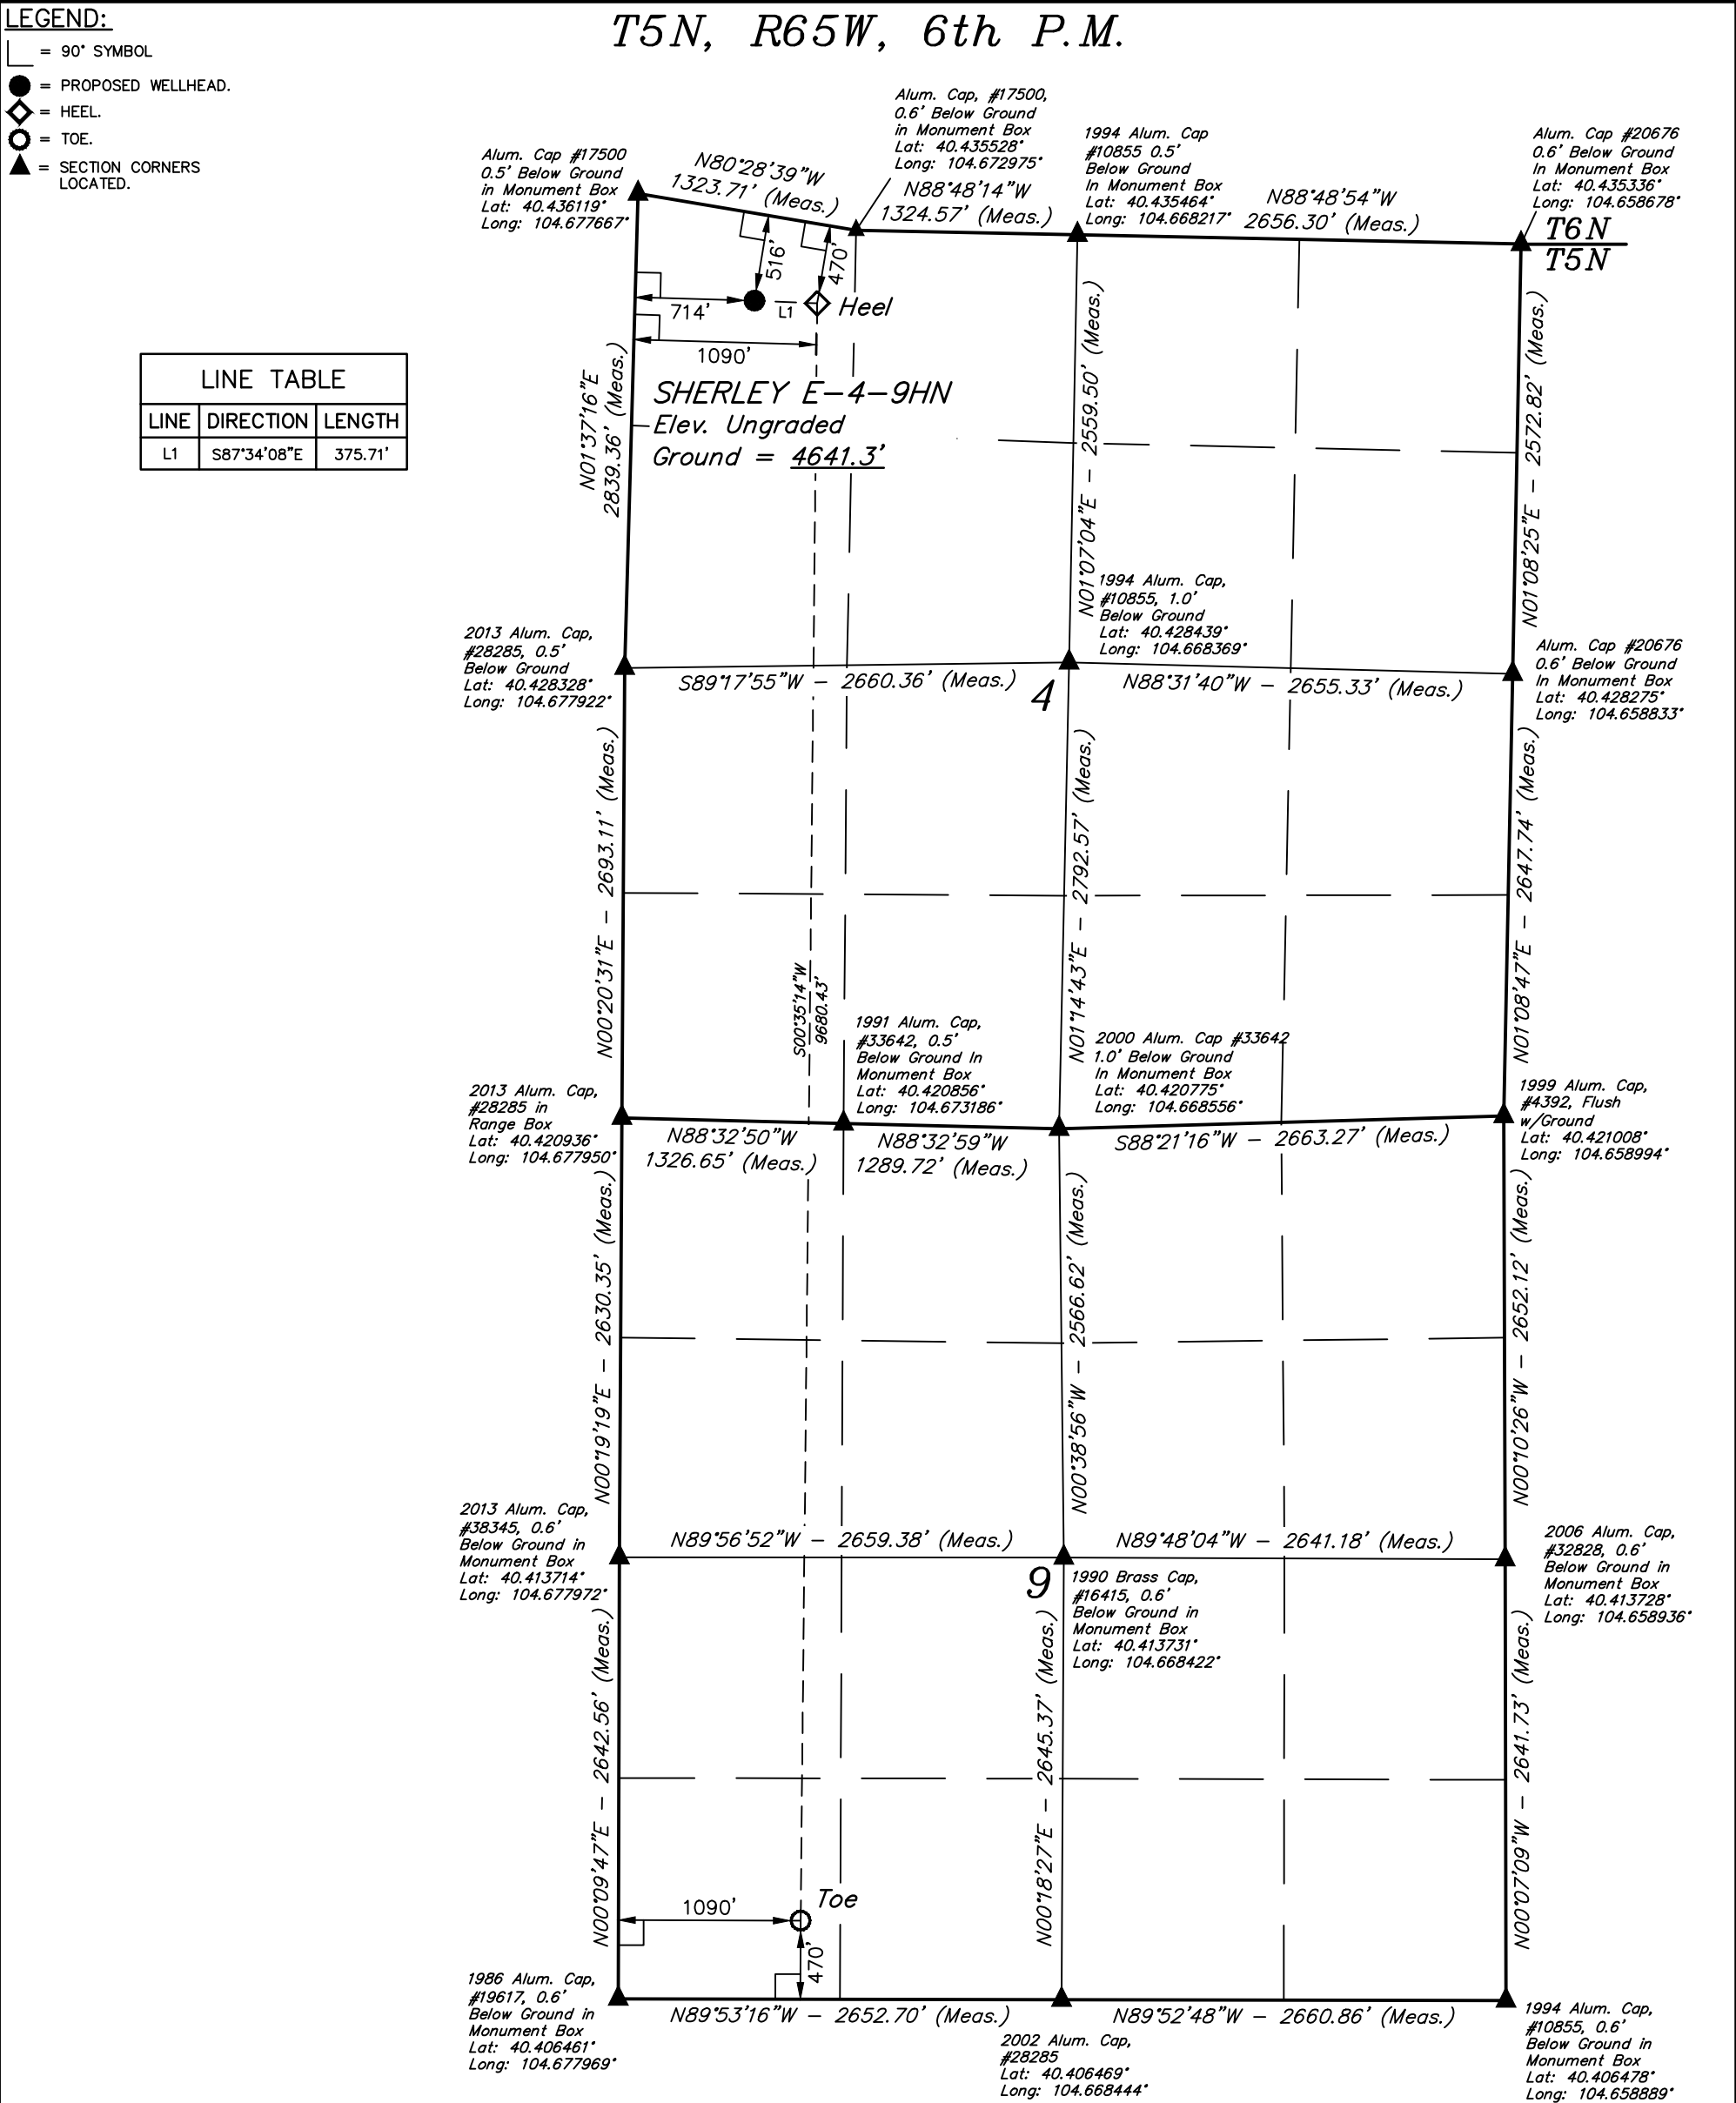 LEGEND:
= 90° SYMBOL
= PROPOSED WELLHEAD.
= HEEL.
= TOE.
= SECTION CORNERS
LOCATED.
T5N, R65W, 6th P.M.
Alum. Cap #17500
0.5' Below Ground
in Monument Box
Lat: 40.436119°
Long: 104.677667°
N80°28'39"W
1323.71' (Meas.)
Alum. Cap, #17500,
0.6' Below Ground
in Monument Box
Lat: 40.435528°
Long: 104.672975°
N88°48'14"W
1324.57' (Meas.)
1994 Alum. Cap
#10855 0.5'
Below Ground
In Monument Box
Lat: 40.435464°
Long: 104.668217°
N88°48'54"W
2656.30' (Meas.)
Alum. Cap #20676
0.6' Below Ground
In Monument Box
Lat: 40.435336°
Long: 104.658678°
T6N
T5N
516'
470'
714'
L1
Heel
1090'
LINE TABLE
LINE DIRECTION LENGTH
L1 S87°34'08"E 375.71'
SHERLEY E-4-9HN
Elev. Ungraded
Ground = 4641.3'
N01°37'16"E
2839.36' (Meas.)
N01°07'04"E - 2559.50' (Meas.)
N01°08'25"E - 2572.82' (Meas.)
2013 Alum. Cap,
#28285, 0.5'
Below Ground
Lat: 40.428328°
Long: 104.677922°
1994 Alum. Cap,
#10855, 1.0'
Below Ground
Lat: 40.428439°
Long: 104.668369°
Alum. Cap #20676
0.6' Below Ground
In Monument Box
Lat: 40.428275°
Long: 104.658833°
S89°17'55"W - 2660.36' (Meas.)
4
N88°31'40"W - 2655.33' (Meas.)
N00°20'31"E - 2693.11' (Meas.)
S00°35'14"W
9680.43'
N01°14'43"E - 2792.57' (Meas.)
N01°08'47"E - 2647.74' (Meas.)
2013 Alum. Cap,
#28285 in
Range Box
Lat: 40.420936°
Long: 104.677950°
1991 Alum. Cap,
#33642, 0.5'
Below Ground In
Monument Box
Lat: 40.420856°
Long: 104.673186°
2000 Alum. Cap #33642
1.0' Below Ground
In Monument Box
Lat: 40.420775°
Long: 104.668556°
1999 Alum. Cap,
#4392, Flush
w/Ground
Lat: 40.421008°
Long: 104.658994°
N88°32'50"W
1326.65' (Meas.)
N88°32'59"W
1289.72' (Meas.)
S88°21'16"W - 2663.27' (Meas.)
N00°19'19"E - 2630.35' (Meas.)
N00°38'56"W - 2566.62' (Meas.)
N00°10'26"W - 2652.12' (Meas.)
2013 Alum. Cap,
#38345, 0.6'
Below Ground in
Monument Box
Lat: 40.413714°
Long: 104.677972°
N89°56'52"W - 2659.38' (Meas.)
N89°48'04"W - 2641.18' (Meas.)
9
1990 Brass Cap,
#16415, 0.6'
Below Ground in
Monument Box
Lat: 40.413731°
Long: 104.668422°
2006 Alum. Cap,
#32828, 0.6'
Below Ground in
Monument Box
Lat: 40.413728°
Long: 104.658936°
N00°09'47"E - 2642.56' (Meas.)
N00°18'27"E - 2645.37' (Meas.)
N00°07'09"W - 2641.73' (Meas.)
1090'
Toe
470'
1986 Alum. Cap,
#19617, 0.6'
Below Ground in
Monument Box
Lat: 40.406461°
Long: 104.677969°
N89°53'16"W - 2652.70' (Meas.)
N89°52'48"W - 2660.86' (Meas.)
2002 Alum. Cap,
#28285
Lat: 40.406469°
Long: 104.668444°
1994 Alum. Cap,
#10855, 0.6'
Below Ground in
Monument Box
Lat: 40.406478°
Long: 104.658889°